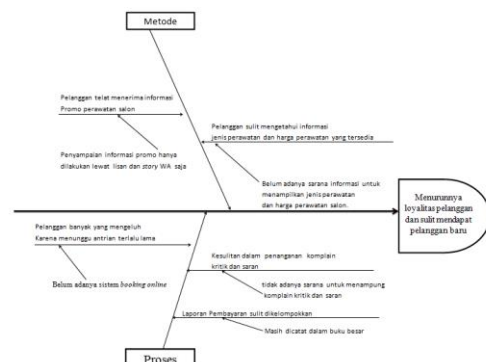 Metode
Pelanggan telat menerima informasi
Promo perawatan salon
Pelanggan sulit mengetahui informasi
jenis perawatan dan harga perawatan yang tersedia
Penyampaian informasi promo hanya
dilakukan lewat lisan dan story WA saja
Belum adanya sarana informasi untuk
menampilkan jenis perawatan
dan harga perawatan salon.
Menurunnya
loyalitas pelanggan
dan sulit mendapat
pelanggan baru
Pelanggan banyak yang mengeluh
Karena menunggu antrian terlalu lama
Kesulitan dalam penanganan komplain
kritik dan saran
Belum adanya sistem booking online
tidak adanya sarana untuk menampung
komplain kritik dan saran
Laporan Pembayaran sulit dikelompokkan
Masih dicatat dalam buku besar
Proses